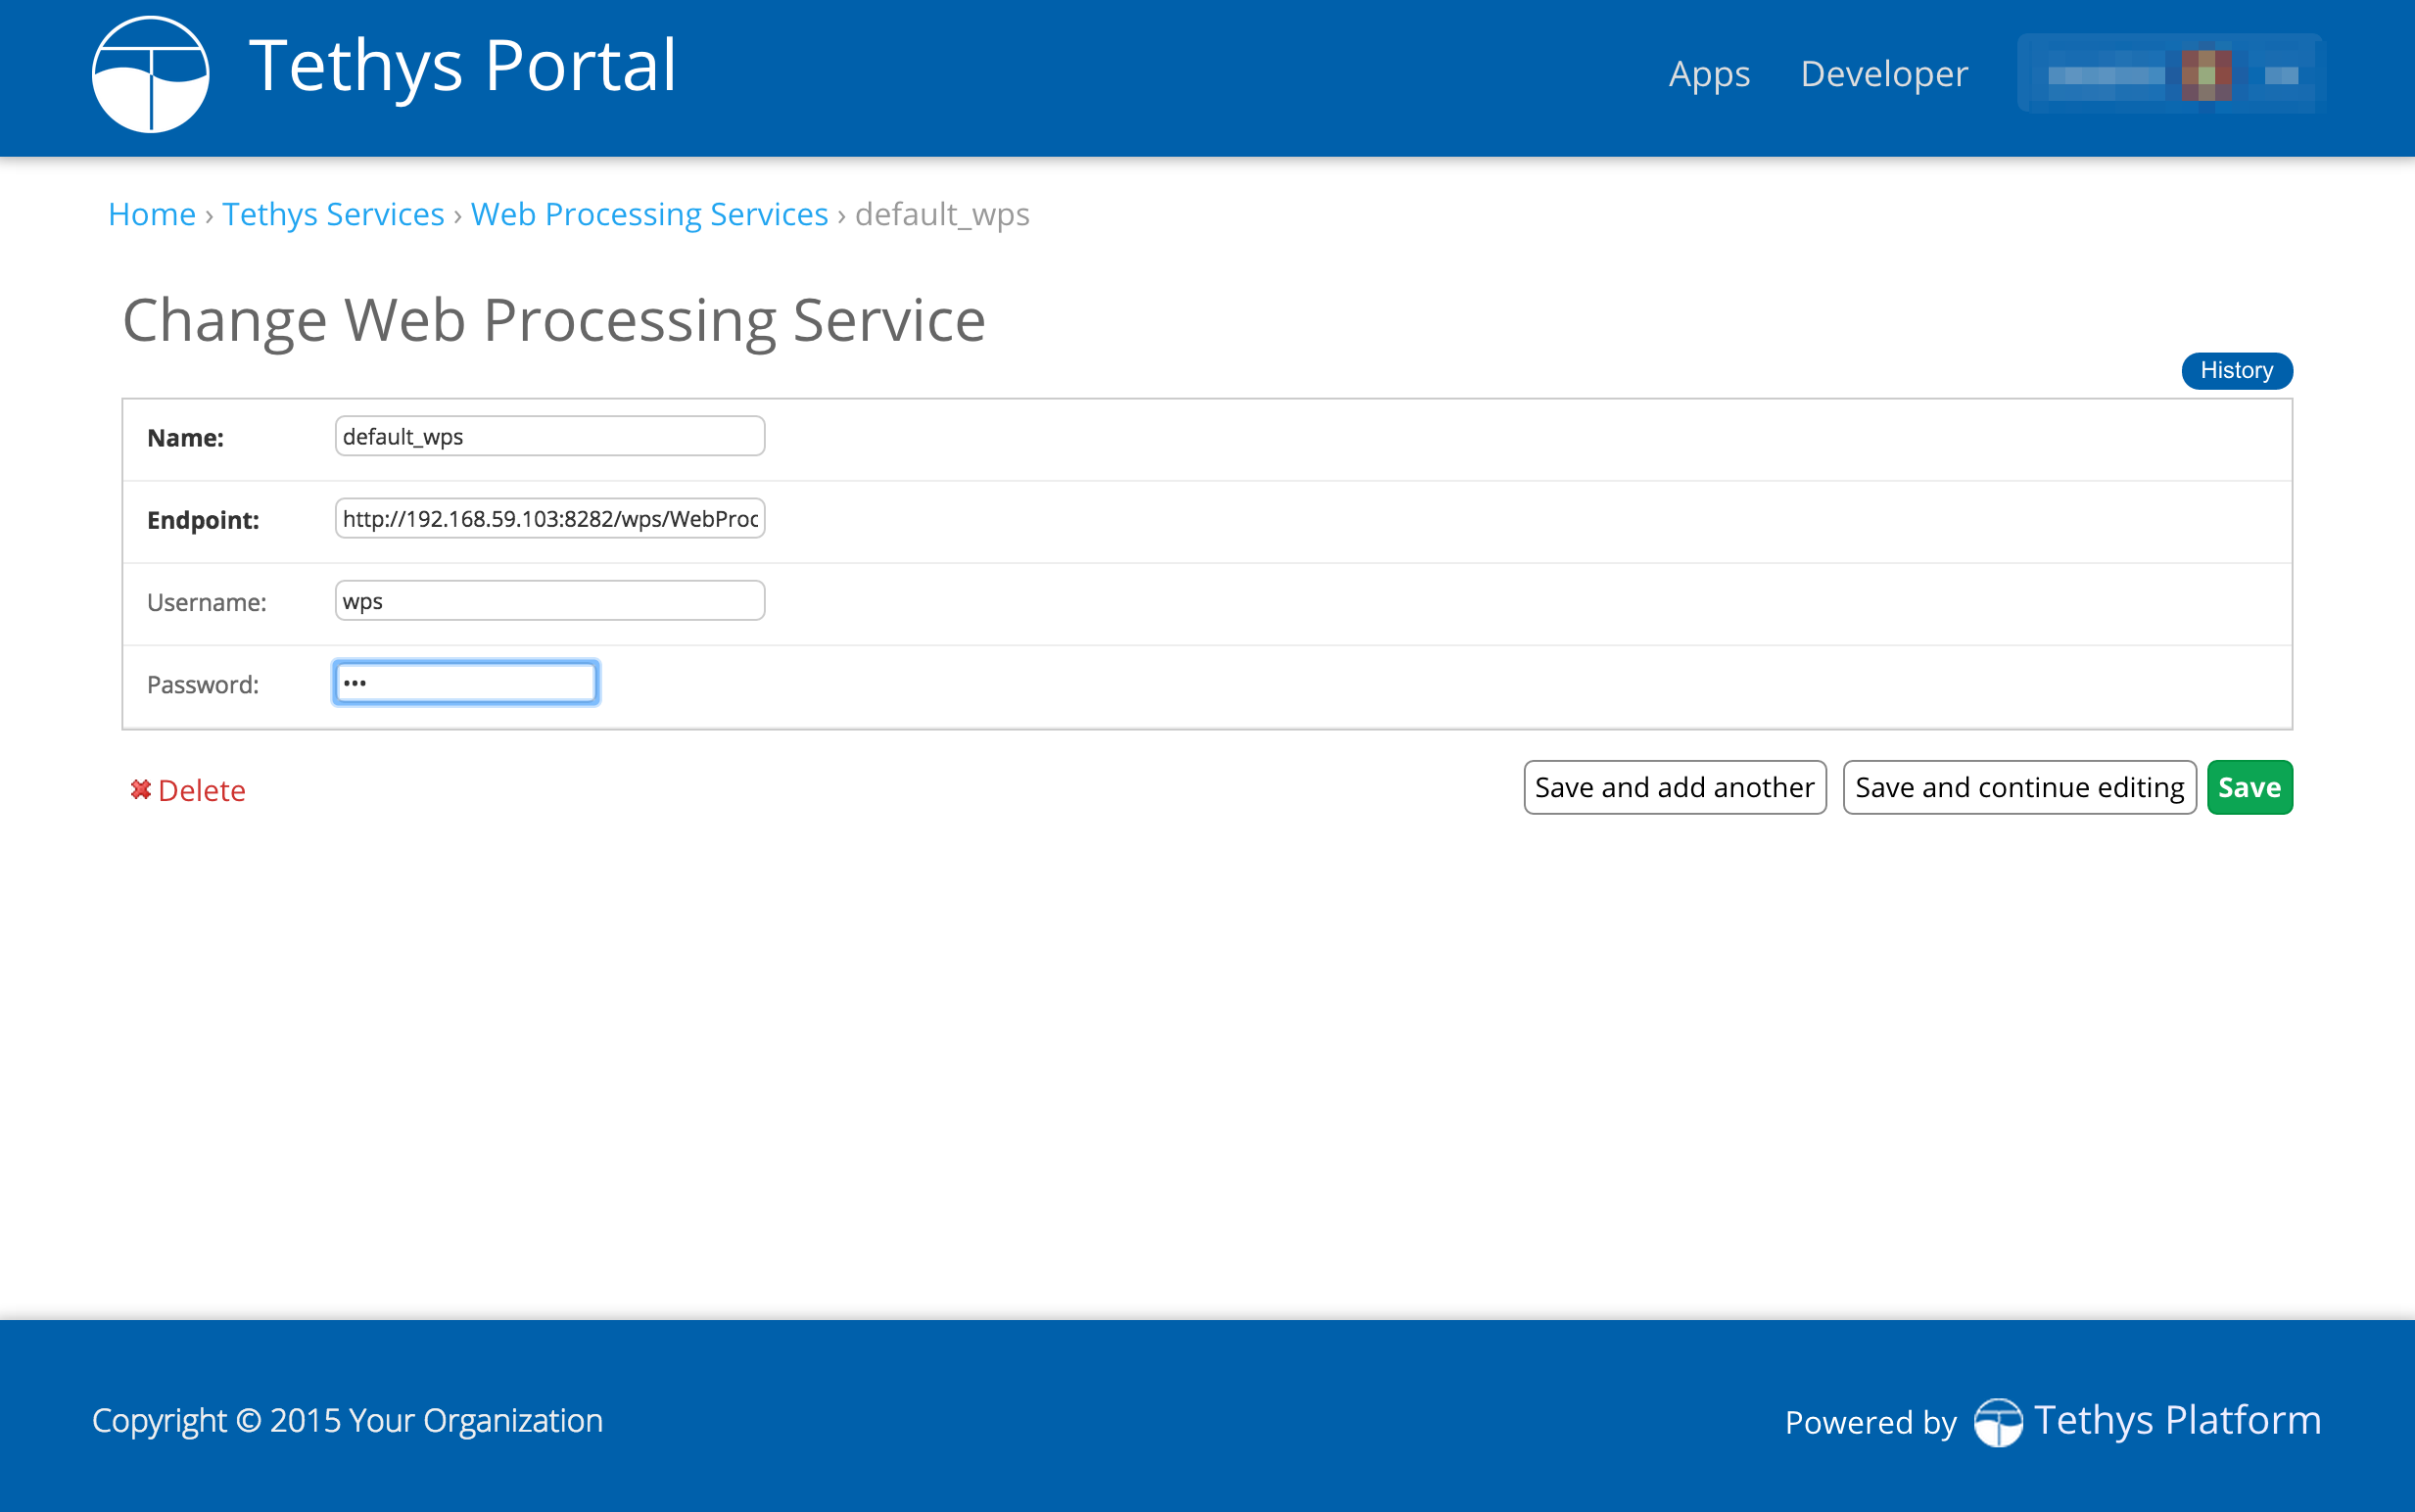 Tethys Portal
Apps Developer
Home › Tethys Services › Web Processing Services › default_wps
Change Web Processing Service
History
Name: default_wps
Endpoint: http://192.168.59.103:8282/wps/WebProc
Username: wps
Password: •••
Delete
Save and add another Save and continue editing Save
Copyright © 2015 Your Organization
Powered by Tethys Platform